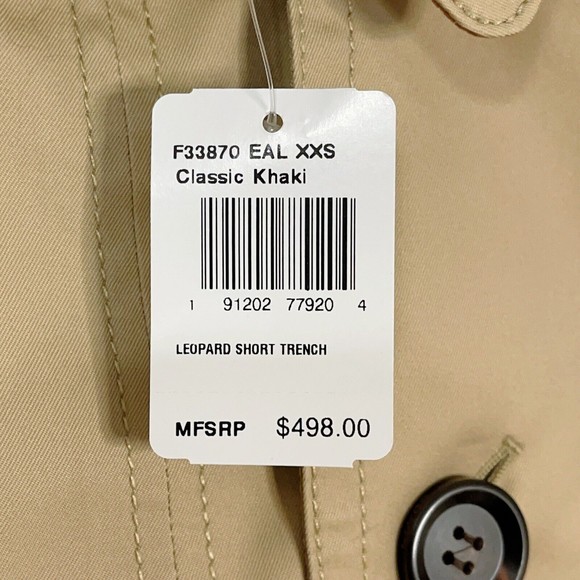 F33870 EAL XXS
Classic Khaki
1 91202 77920 4
LEOPARD SHORT TRENCH
MFSRP $498.00